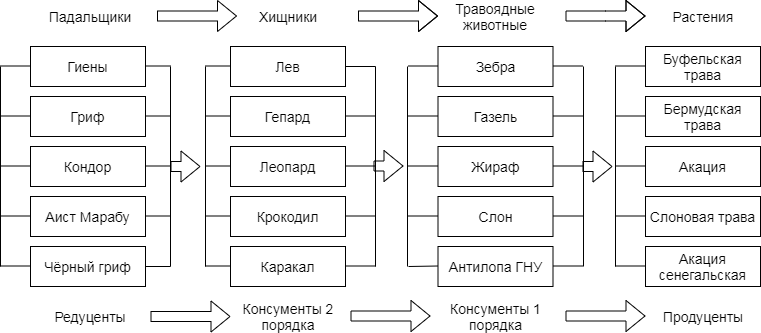 Падальщики
Хищники
Травоядные
животные
Растения
Гиены
Лев
Зебра
Буфельская
трава
Гриф
Гепард
Газель
Бермудская
трава
Кондор
Леопард
Жираф
Акация
Аист Марабу
Крокодил
Слон
Слоновая трава
Чёрный гриф
Каракал
Антилопа ГНУ
Акация
сенегальская
Редуценты
Консументы 2
порядка
Консументы 1
порядка
Продуценты